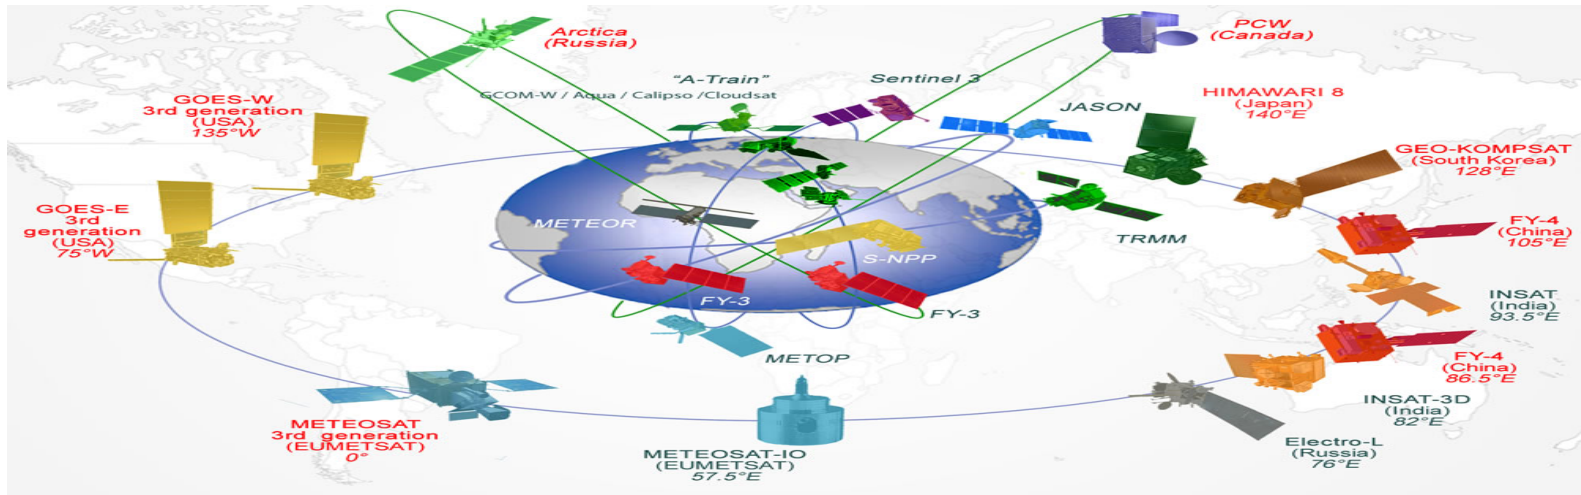 Arctica
(Russia)
PCW
(Canada)
"A-Train"
GCOM-W / Aqua / Calipso /Cloudsat
Sentinel 3
JASON
HIMAWARI 8
(Japan)
140°E
GOES-W
3rd generation
(USA)
135°W
GEO-KOMPSAT
(South Korea)
128°E
GOES-E
3rd
generation
(USA)
75°W
METEOR
TRMM
FY-4
(China)
105°E
S-NPP
FY-3
FY-3
INSAT
(India)
93.5°E
METOP
FY-4
(China)
86.5°E
INSAT-3D
(India)
82°E
METEOSAT
3rd generation
(EUMETSAT)
0°
METEOSAT-IO
(EUMETSAT)
57.5°E
Electro-L
(Russia)
76°E